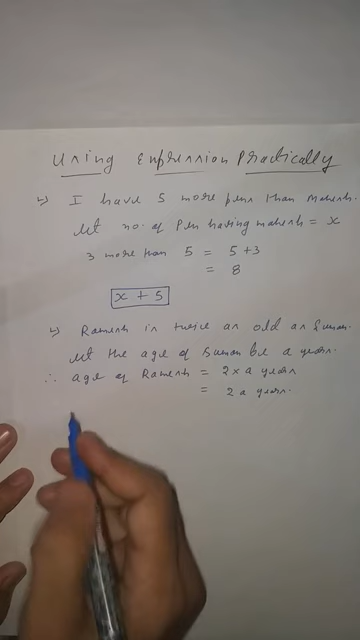 Using Expression Practically
↳ I have 5 more pens than Mahesh.
Let no. of Pen having mahesh = x
3 more than 5 = 5 + 3
= 8
x + 5
↳ Ramesh is twice as old as Suman.
Let the age of Suman be a years.
∴ age of Ramesh = 2 x a years
= 2 a years.